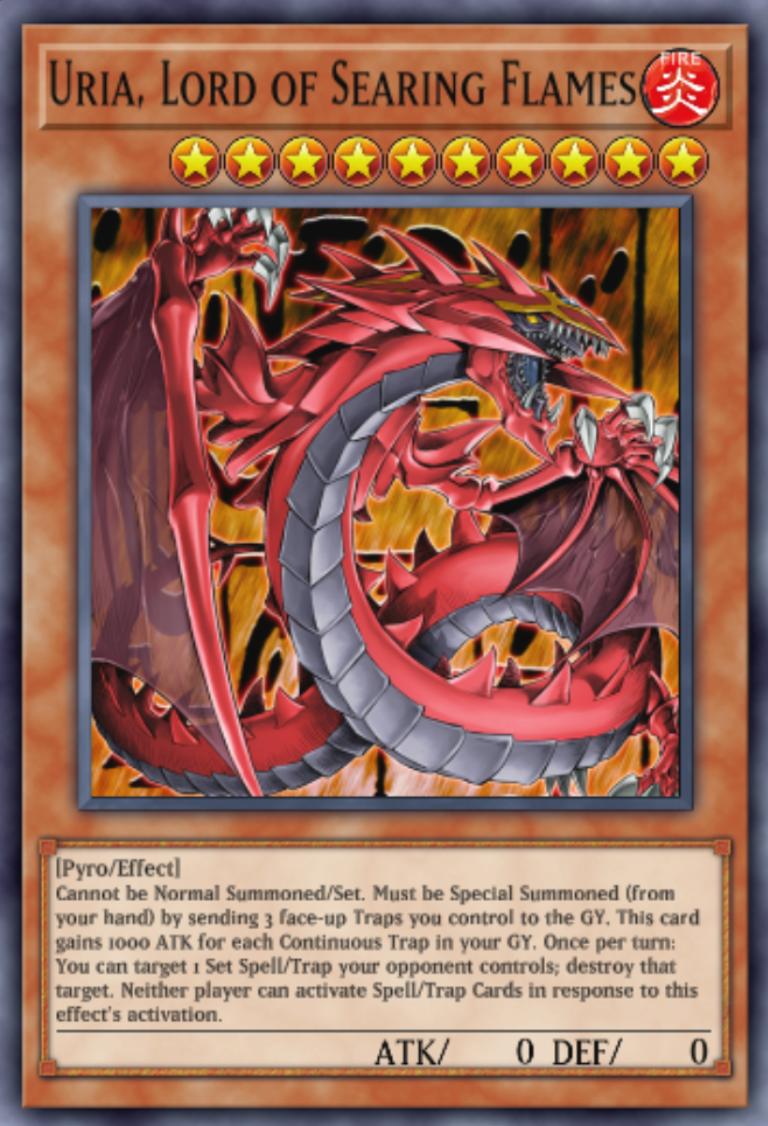 Uria, Lord of Searing Flames
FIRE
炎
[Pyro/Effect]
Cannot be Normal Summoned/Set. Must be Special Summoned (from
your hand) by sending 3 face-up Traps you control to the GY. This card
gains 1000 ATK for each Continuous Trap in your GY. Once per turn:
You can target 1 Set Spell/Trap your opponent controls; destroy that
target. Neither player can activate Spell/Trap Cards in response to this
effect's activation.
ATK/ 0 DEF/ 0